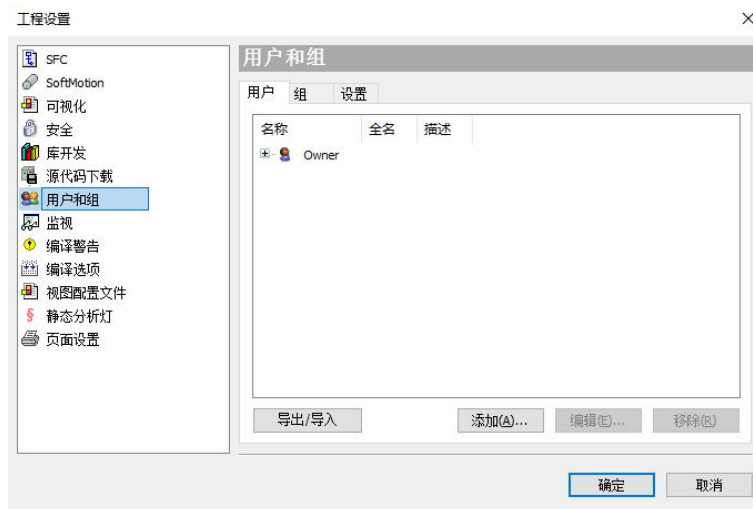 工程设置
SFC
SoftMotion
可视化
安全
库开发
源代码下载
用户和组
监视
编译警告
编译选项
视图配置文件
静态分析灯
页面设置
用户和组
用户 组 设置
名称 全名 描述
Owner
导出/导入 添加(A)... 编辑(E)... 移除(R)
确定 取消